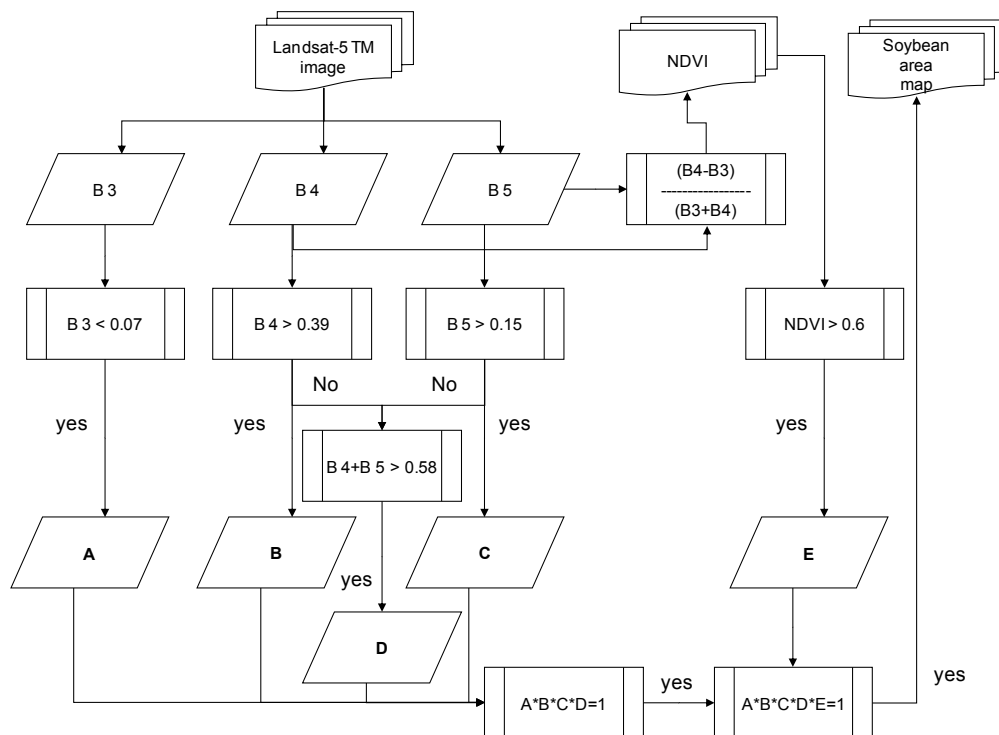 Landsat-5 TM
image
NDVI
Soybean
area
map
B 3
B 4
B 5
(B4-B3)
------------------
(B3+B4)
B 3 < 0.07
B 4 > 0.39
B 5 > 0.15
NDVI > 0.6
No
No
yes
yes
yes
yes
B 4+B 5 > 0.58
A
B
C
E
yes
D
A*B*C*D=1
yes
A*B*C*D*E=1
yes